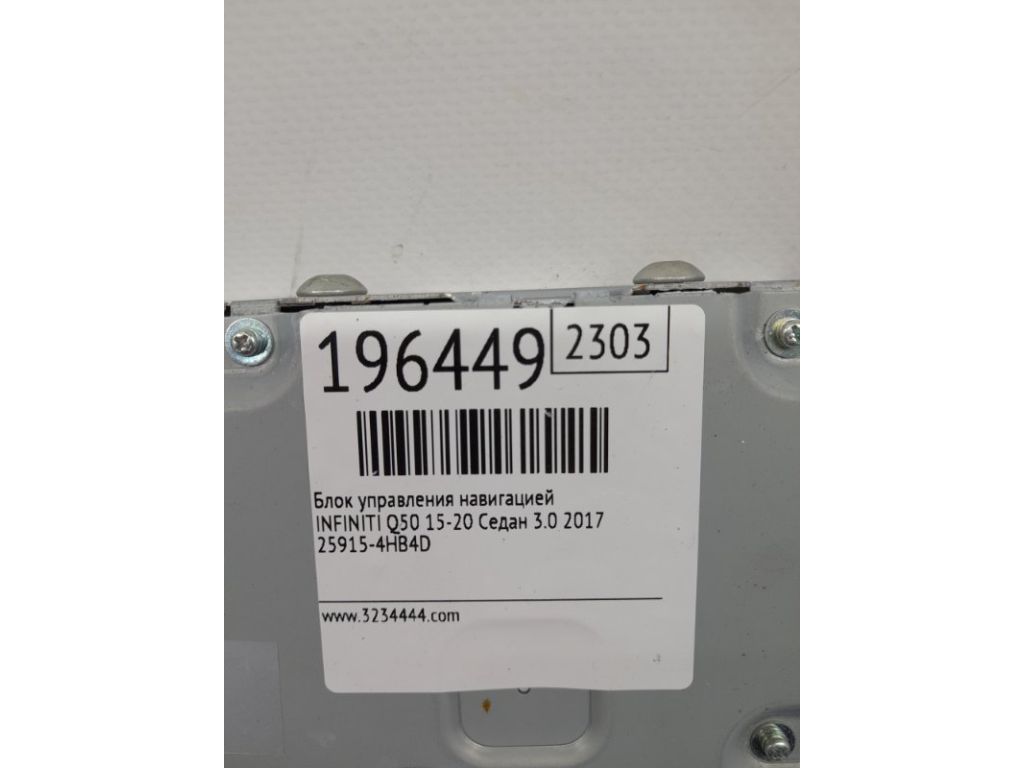 196449
2303
Блок управления навигацией
INFINITI Q50 15-20 Седан 3.0 2017
25915-4HB4D
www.3234444.com